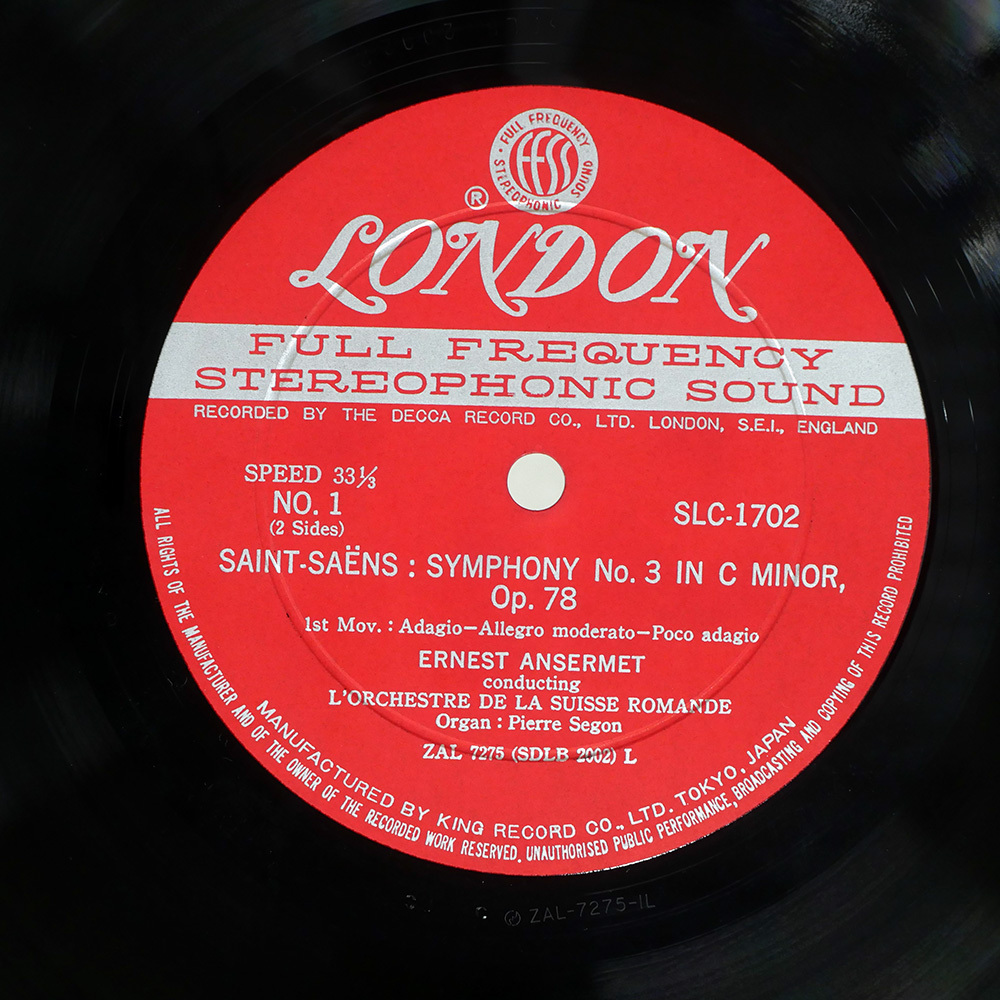 FULL FREQUENCY
FFSS
STEREOPHONIC SOUND
®
LONDON
FULL FREQUENCY
STEREOPHONIC SOUND
RECORDED BY THE DECCA RECORD CO., LTD. LONDON, S.E.I., ENGLAND
SPEED 33⅓
NO. 1
(2 Sides)
SLC-1702
SAINT-SAËNS : SYMPHONY No. 3 IN C MINOR,
Op. 78
1st Mov. : Adagio—Allegro moderato—Poco adagio
ERNEST ANSERMET
conducting
L'ORCHESTRE DE LA SUISSE ROMANDE
Organ : Pierre Segon
ZAL 7275 (SDLB 2002) L
MANUFACTURED BY KING RECORD CO., LTD. TOKYO, JAPAN
ALL RIGHTS OF THE MANUFACTURER AND OF THE OWNER OF THE RECORDED WORK RESERVED. UNAUTHORISED PUBLIC PERFORMANCE, BROADCASTING AND COPYING OF THIS RECORD PROHIBITED
ZAL-7275-1L